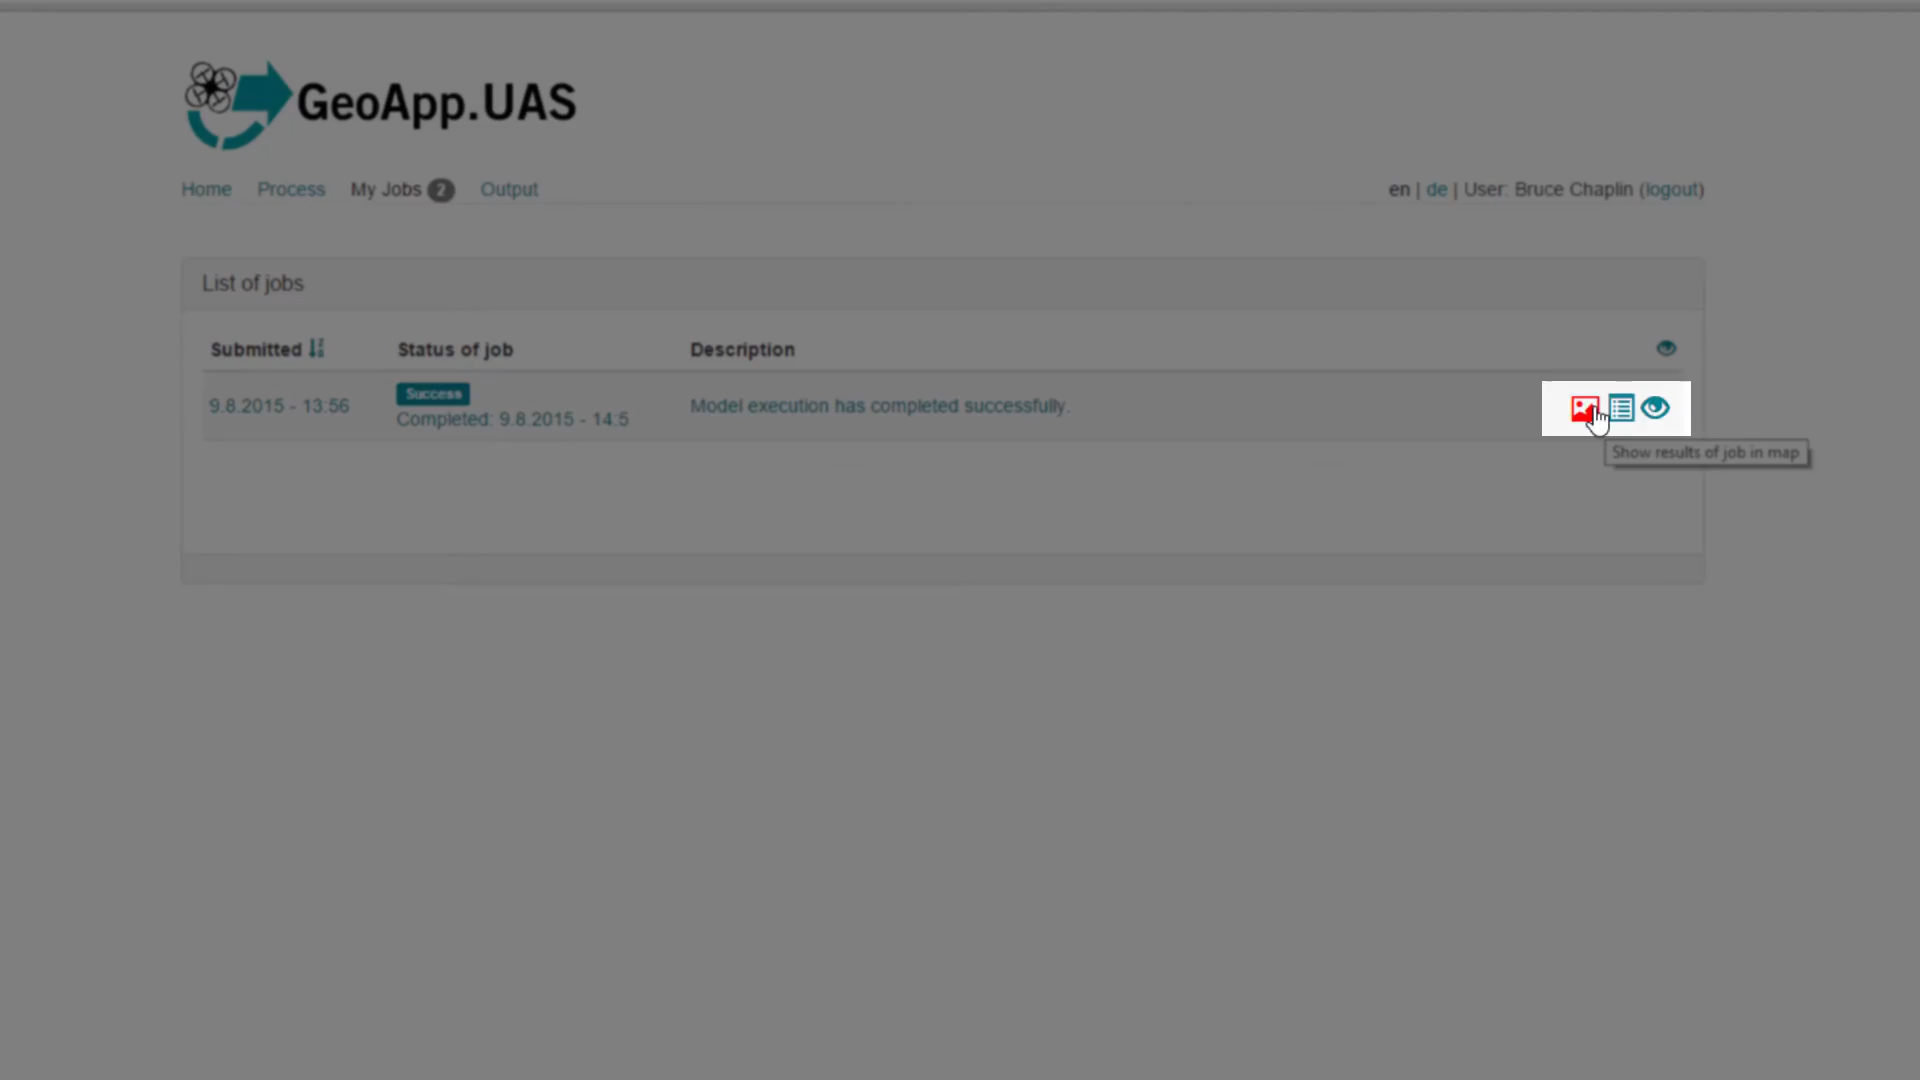 GeoApp.UAS
Home Process My Jobs 2 Output
en | de | User: Bruce Chaplin (logout)
List of jobs
Submitted Status of job Description
Success
9.8.2015 - 13:56 Model execution has completed successfully.
Completed: 9.8.2015 - 14:5
Show results of job in map